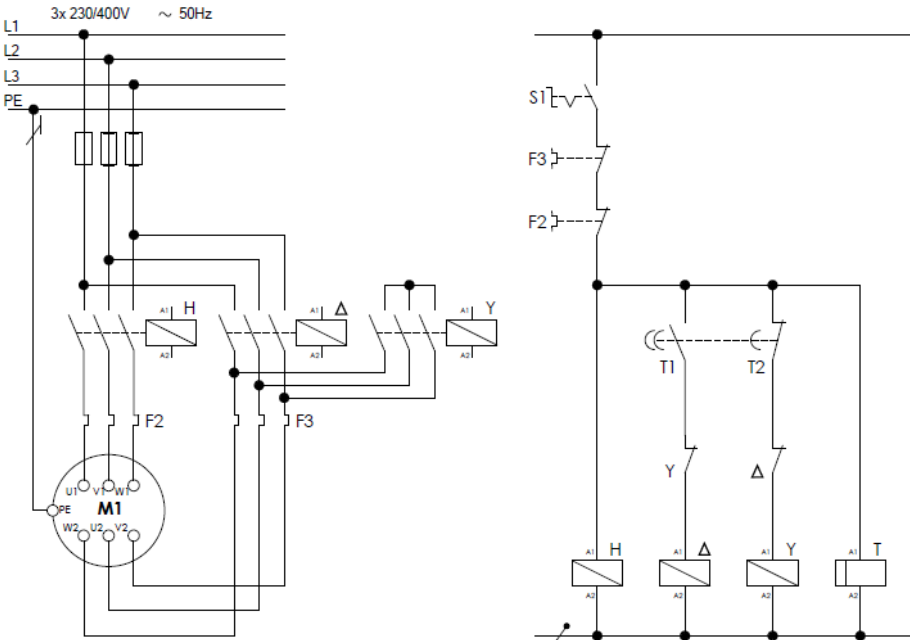 3x 230/400V ~ 50Hz
L1
L2
L3
PE
S1
F3
F2
A1 H
A2
A1 Δ
A2
A1 Y
A2
T1
T2
F2
F3
Y
Δ
U1 V1 W1
M1
PE
W2 U2 V2
A1 H
A2
A1 Δ
A2
A1 Y
A2
A1 T
A2